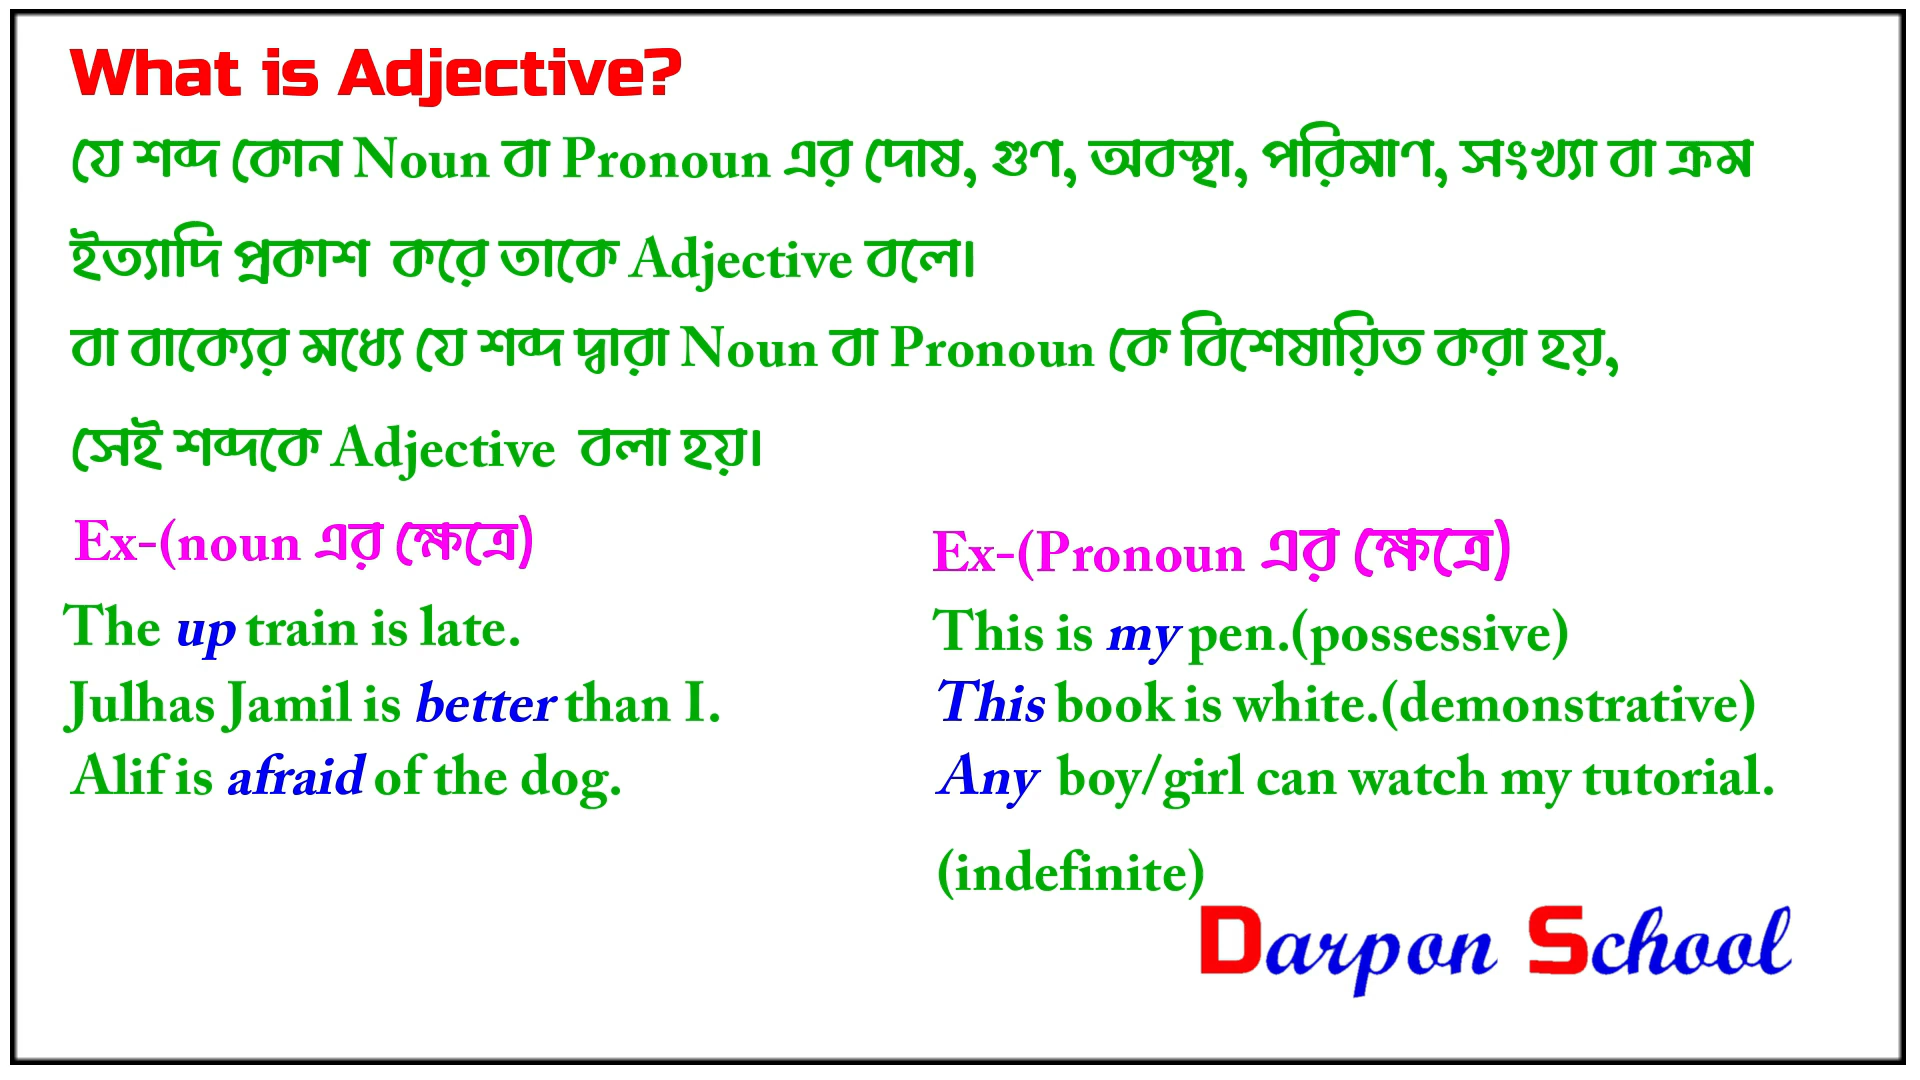 What is Adjective?
যে শব্দ কোন Noun বা Pronoun এর দোষ, গুণ, অবস্থা, পরিমাণ, সংখ্যা বা ক্রম
ইত্যাদি প্রকাশ করে তাকে Adjective বলে।
বা বাক্যের মধ্যে যে শব্দ দ্বারা Noun বা Pronoun কে বিশেষায়িত করা হয়,
সেই শব্দকে Adjective বলা হয়।
Ex-(noun এর ক্ষেত্রে)
The up train is late.
Julhas Jamil is better than I.
Alif is afraid of the dog.
Ex-(Pronoun এর ক্ষেত্রে)
This is my pen.(possessive)
This book is white.(demonstrative)
Any boy/girl can watch my tutorial.
(indefinite)
Darpon School